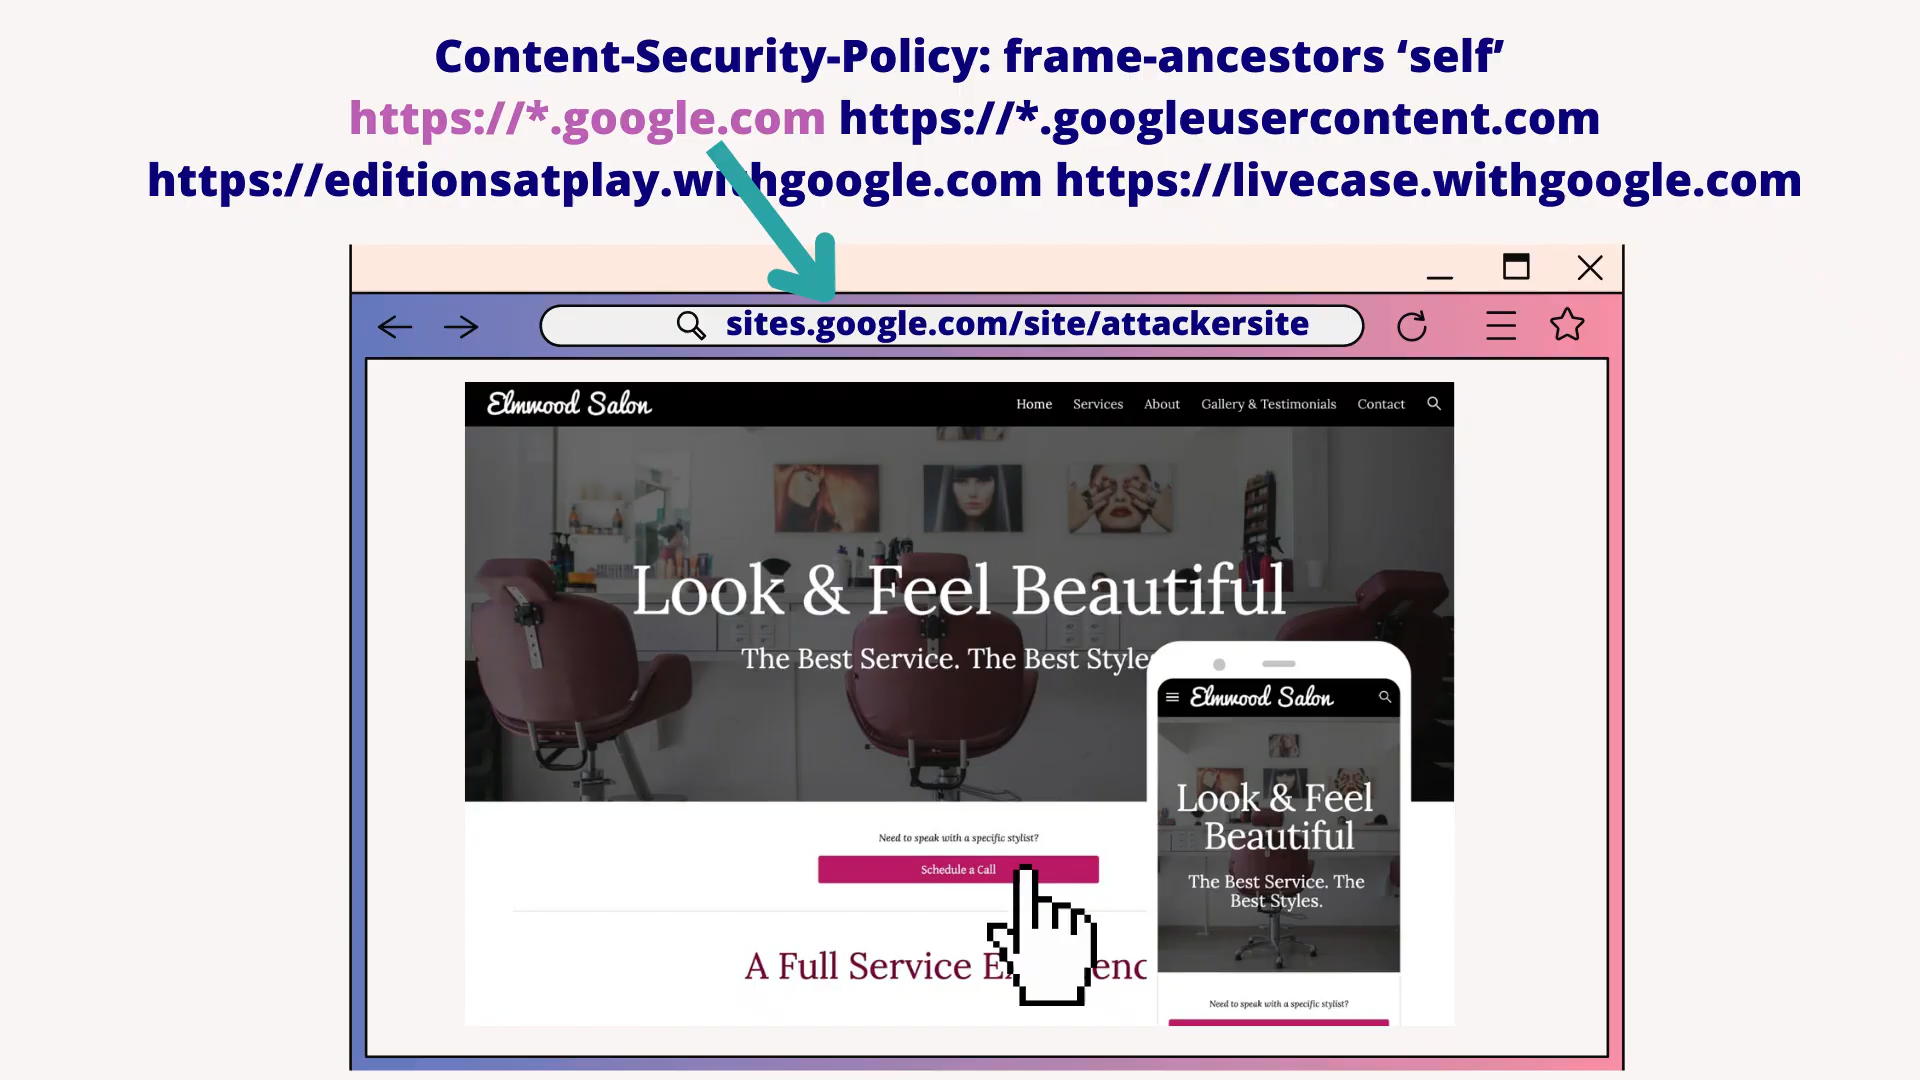 Content-Security-Policy: frame-ancestors ‘self’
https://*.google.com https://*.googleusercontent.com
https://editionsatplay.withgoogle.com https://livecase.withgoogle.com
sites.google.com/site/attackersite
Elmwood Salon
Home Services About Gallery & Testimonials Contact
Look & Feel Beautiful
The Best Service. The Best Style
Need to speak with a specific stylist?
Schedule a Call
A Full Service
Elmwood Salon
Look & Feel
Beautiful
The Best Service. The
Best Styles.
Need to speak with a specific stylist?